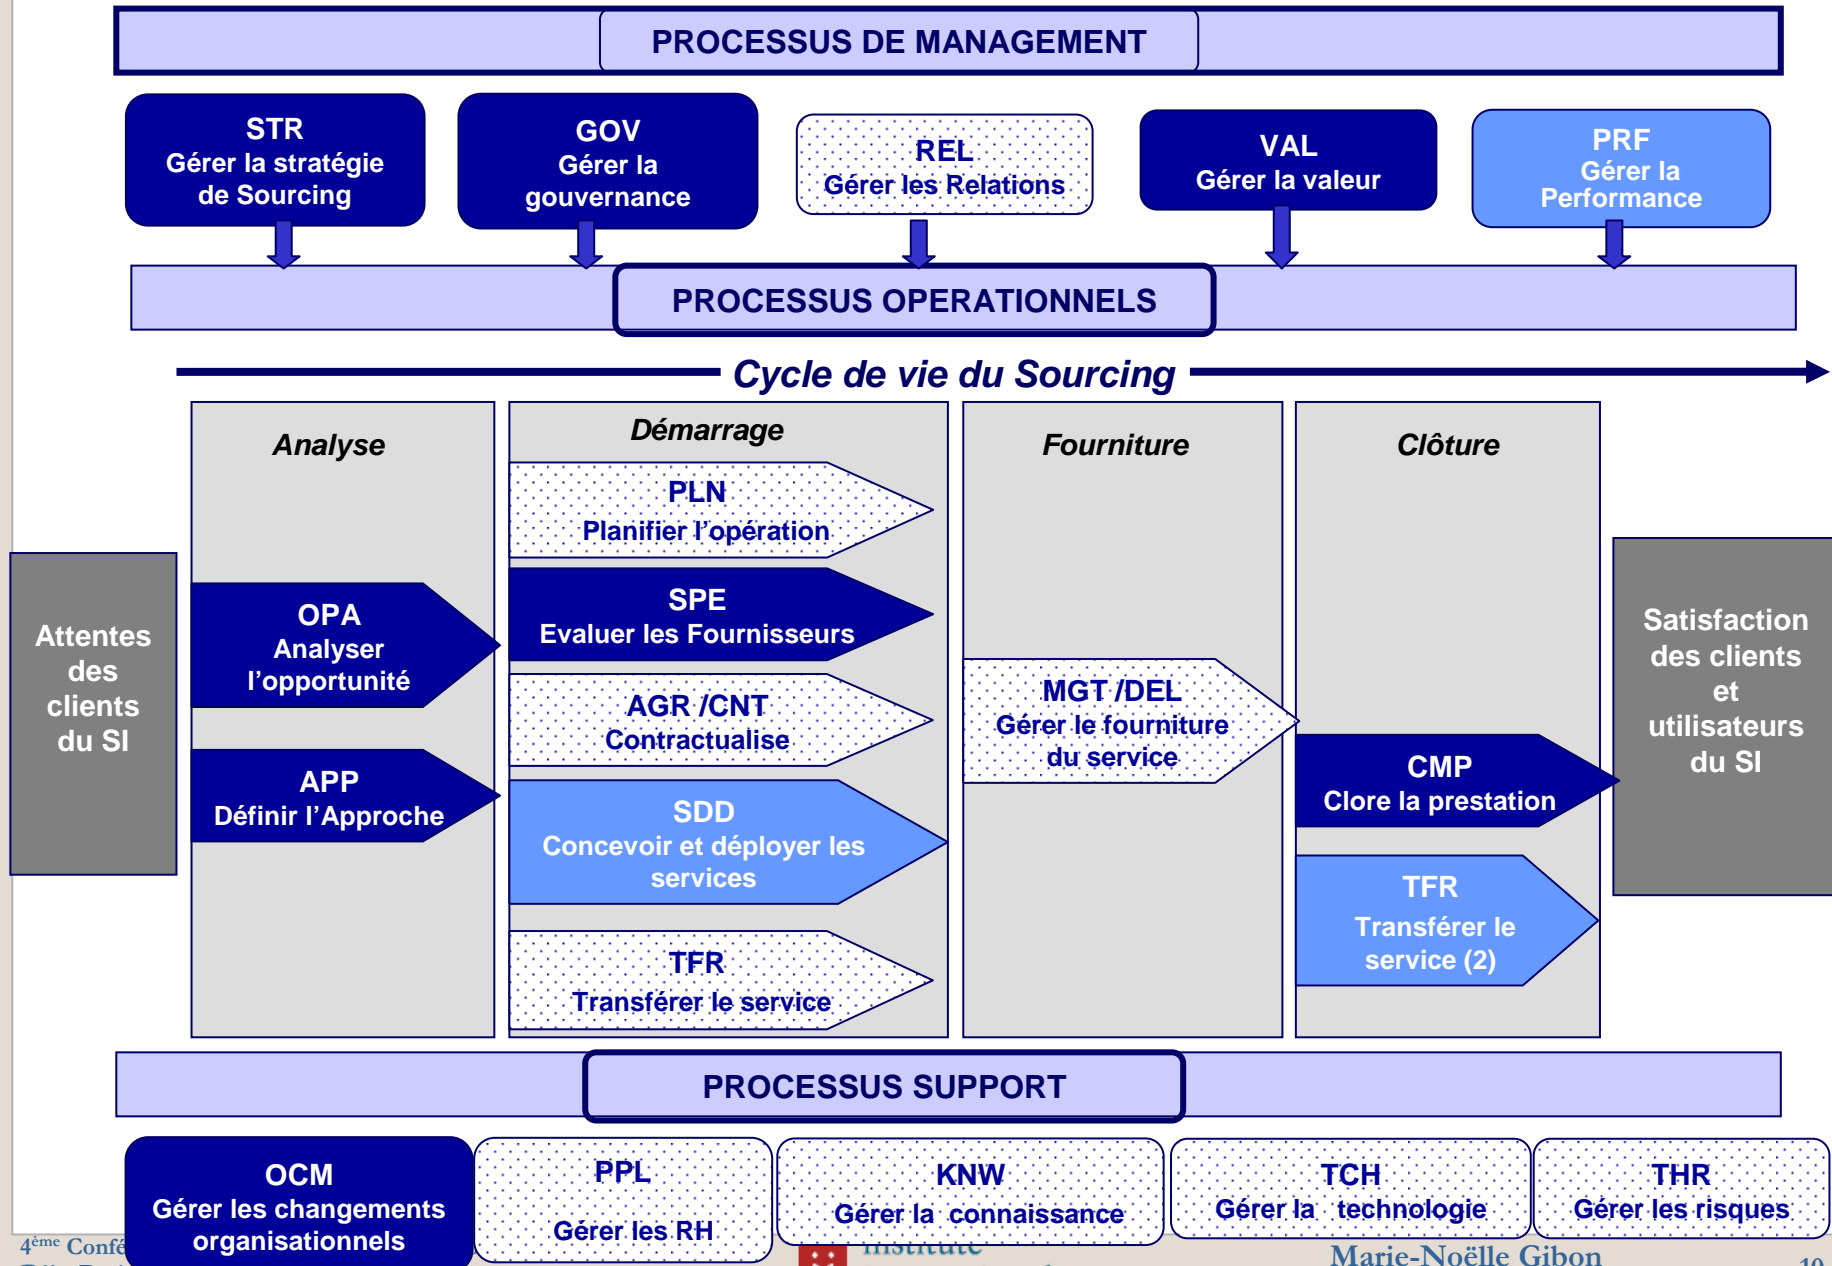 PROCESSUS DE MANAGEMENT
STR
Gérer la stratégie
de Sourcing
GOV
Gérer la
gouvernance
REL
Gérer les Relations
VAL
Gérer la valeur
PRF
Gérer la
Performance
PROCESSUS OPERATIONNELS
Cycle de vie du Sourcing
Attentes
des
clients
du SI
Analyse
OPA
Analyser
l’opportunité
APP
Définir l’Approche
Démarrage
PLN
Planifier l’opération
SPE
Evaluer les Fournisseurs
AGR /CNT
Contractualise
SDD
Concevoir et déployer les
services
TFR
Transférer le service
Fourniture
MGT /DEL
Gérer le fourniture
du service
Clôture
CMP
Clore la prestation
TFR
Transférer le
service (2)
Satisfaction
des clients
et
utilisateurs
du SI
PROCESSUS SUPPORT
OCM
Gérer les changements
organisationnels
PPL
Gérer les RH
KNW
Gérer la connaissance
TCH
Gérer la technologie
THR
Gérer les risques
4ème Confé
institute
Marie-Noëlle Gibon
10